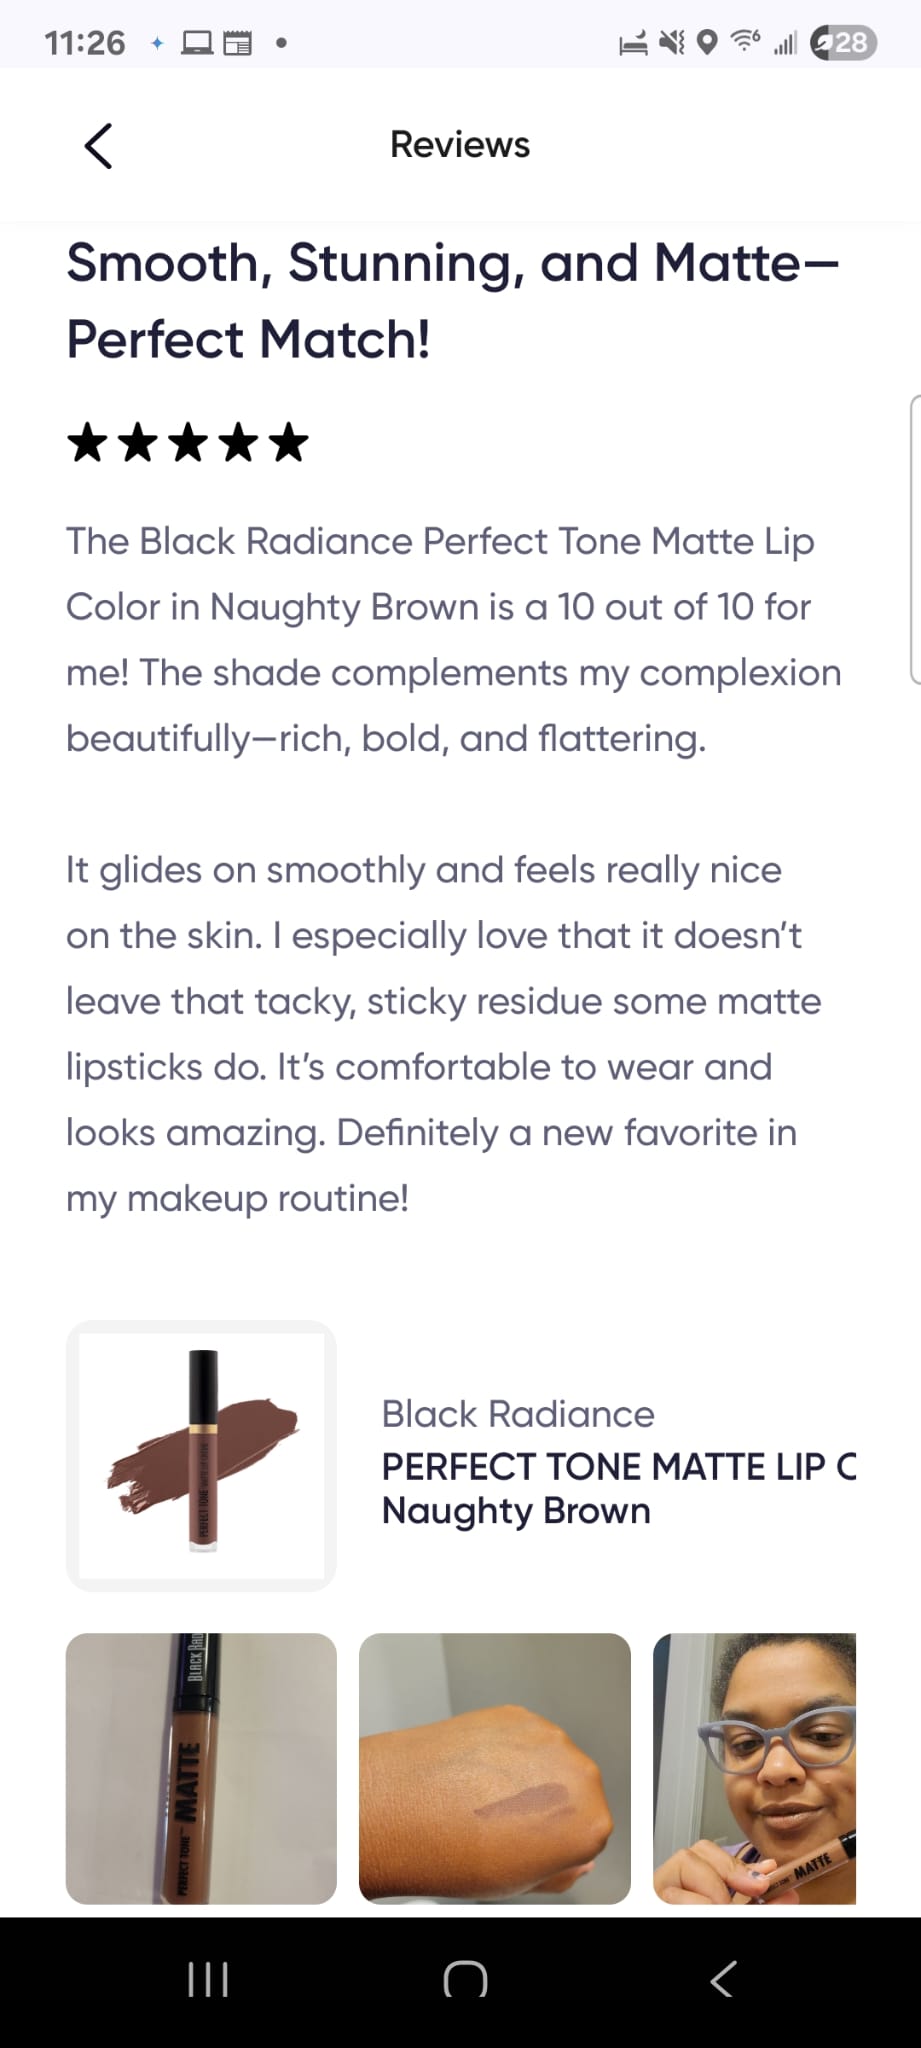 11:26
6
28
Reviews
Smooth, Stunning, and Matte—
Perfect Match!
The Black Radiance Perfect Tone Matte Lip
Color in Naughty Brown is a 10 out of 10 for
me! The shade complements my complexion
beautifully—rich, bold, and flattering.
It glides on smoothly and feels really nice
on the skin. I especially love that it doesn’t
leave that tacky, sticky residue some matte
lipsticks do. It’s comfortable to wear and
looks amazing. Definitely a new favorite in
my makeup routine!
PERFECT TONE
Black Radiance
PERFECT TONE MATTE LIP C
Naughty Brown
BLACK RAD
PERFECT TONE™ MATTE
MATTE